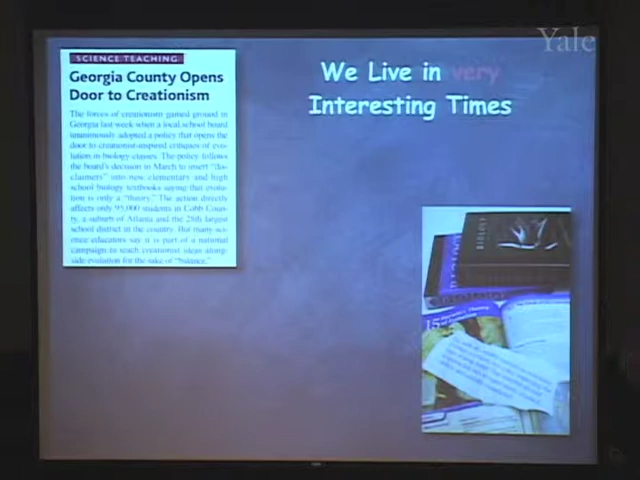 Yale
SCIENCE TEACHING
Georgia County Opens
Door to Creationism
The forces of creationism gained ground in
Georgia last week when a local school board
unanimously adopted a policy that opens the
door to creationist-inspired critiques of evo-
lution in biology classes. The policy follows
the board's decision in March to insert "dis-
claimers" into new elementary and high
school biology textbooks saying that evolu-
tion is only a "theory." The action directly
affects only 95,000 students in Cobb Coun-
ty, a suburb of Atlanta and the 28th largest
school district in the country. But many sci-
ence educators say it is part of a national
campaign to teach creationist ideas along-
side evolution for the sake of "balance."
We Live in very
Interesting Times
15